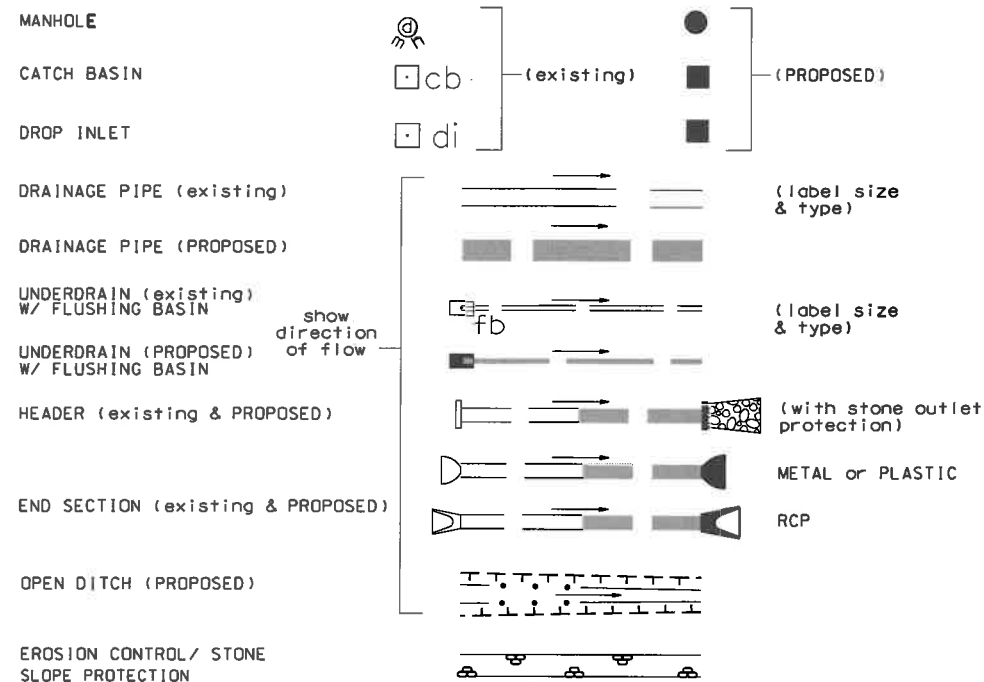 MANHOLE
d
m h
CATCH BASIN
cb
(existing)
(PROPOSED)
DROP INLET
di
DRAINAGE PIPE (existing)
(label size
& type)
DRAINAGE PIPE (PROPOSED)
UNDERDRAIN (existing)
W/ FLUSHING BASIN
fb
(label size
& type)
show
direction
of flow
UNDERDRAIN (PROPOSED)
W/ FLUSHING BASIN
HEADER (existing & PROPOSED)
(with stone outlet
protection)
METAL or PLASTIC
END SECTION (existing & PROPOSED)
RCP
OPEN DITCH (PROPOSED)
EROSION CONTROL/ STONE
SLOPE PROTECTION